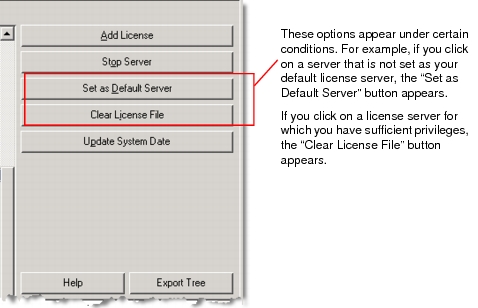 Add License
Stop Server
Set as Default Server
Clear License File
Update System Date
Help
Export Tree
These options appear under certain
conditions. For example, if you click
on a server that is not set as your
default license server, the “Set as
Default Server” button appears.
If you click on a license server for
which you have sufficient privileges,
the “Clear License File” button
appears.